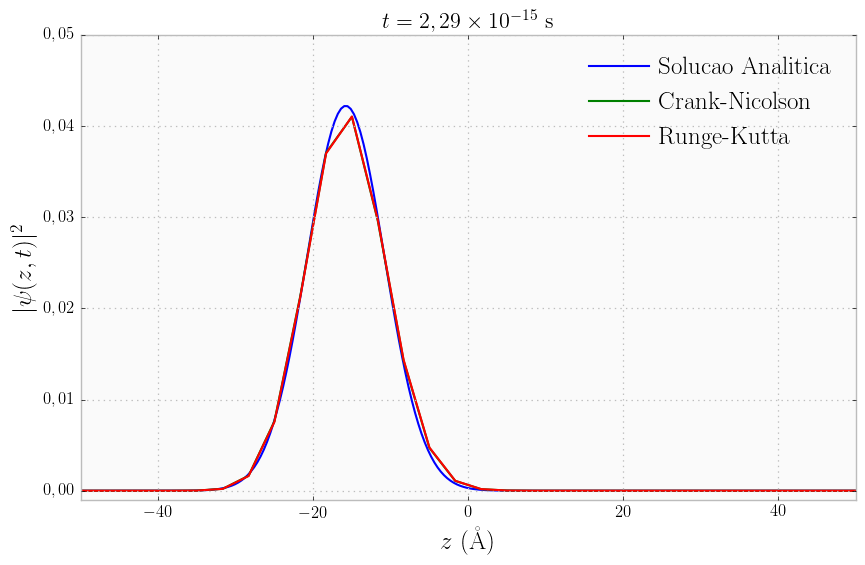 t = 2,29 × 10⁻¹⁵ s
0,05
0,04
0,03
0,02
0,01
0,00
|ψ(z, t)|²
Solucao Analitica
Crank-Nicolson
Runge-Kutta
−40
−20
0
20
40
z (Å)